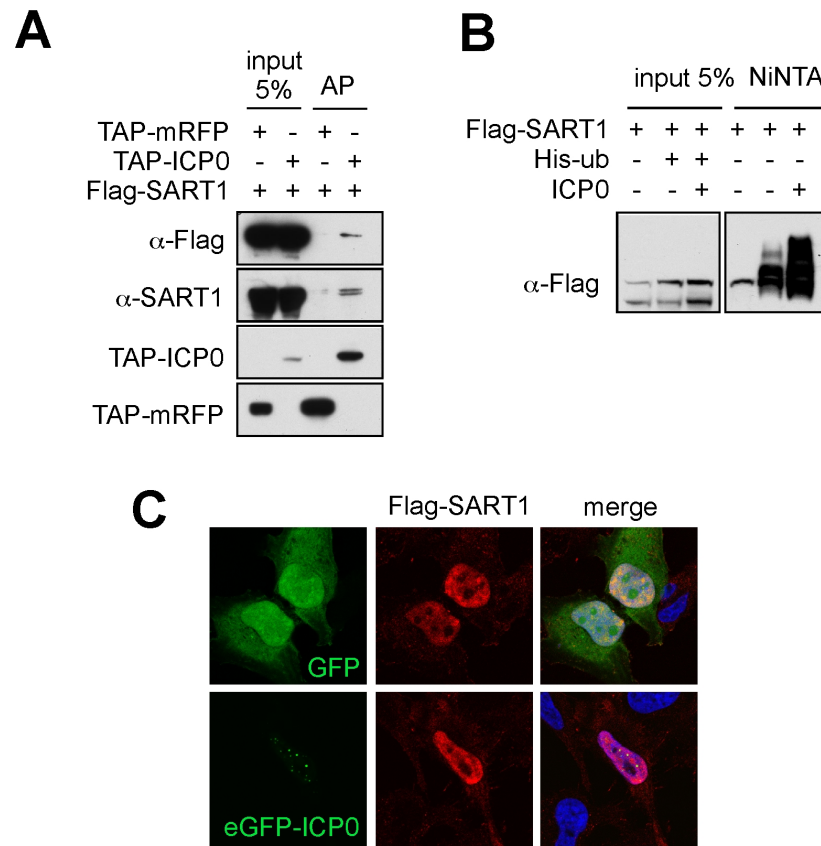 A
input
5% AP
TAP-mRFP + - + -
TAP-ICP0 - + - +
Flag-SART1 + + + +
α-Flag
α-SART1
TAP-ICP0
TAP-mRFP
B
input 5% NiNTA
Flag-SART1 + + + + + +
His-ub - + + - - -
ICP0 - - + - - +
α-Flag
C
Flag-SART1 merge
GFP
eGFP-ICP0